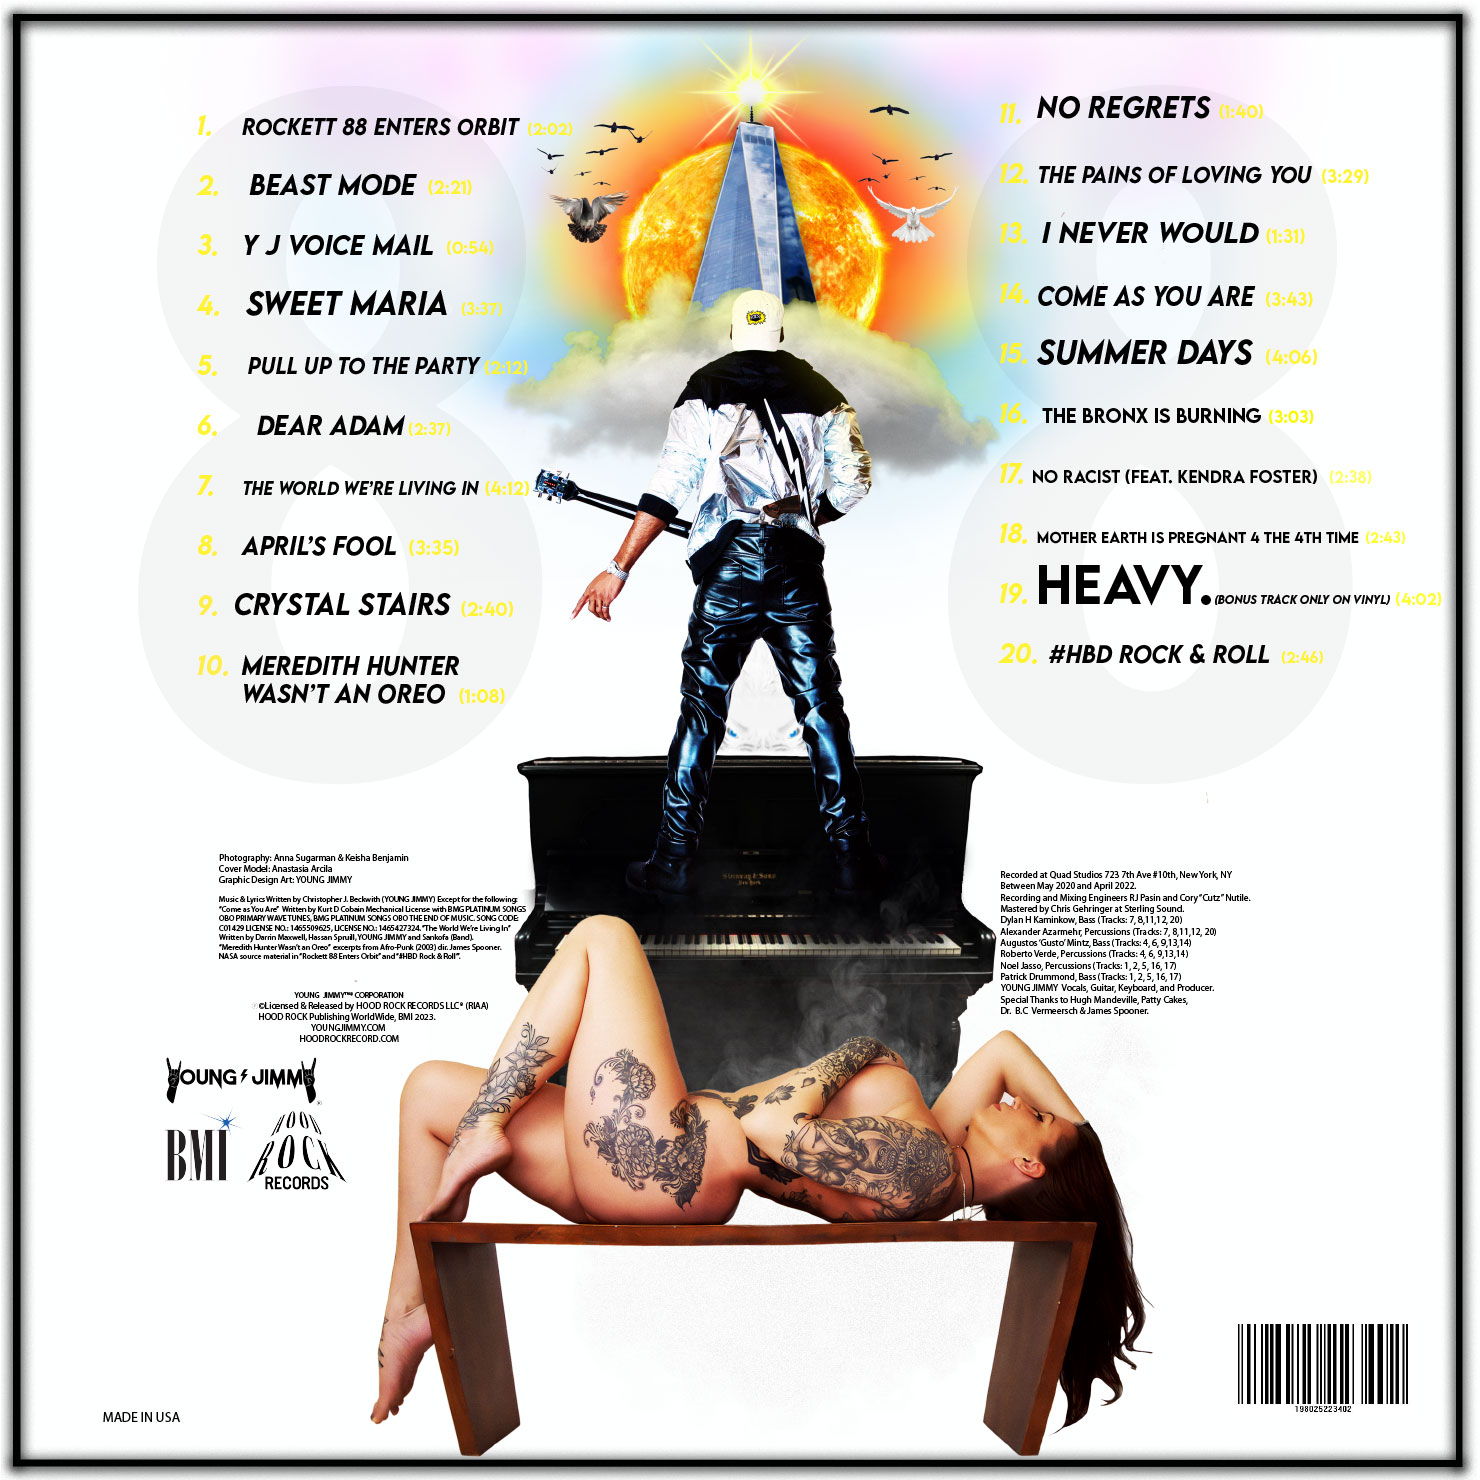 1. ROCKETT 88 ENTERS ORBIT (2:02)
2. BEAST MODE (2:21)
3. Y J VOICE MAIL (0:54)
4. SWEET MARIA (3:37)
5. PULL UP TO THE PARTY (2:12)
6. DEAR ADAM (2:37)
7. THE WORLD WE'RE LIVING IN (4:12)
8. APRIL'S FOOL (3:35)
9. CRYSTAL STAIRS (2:40)
10. MEREDITH HUNTER
WASN'T AN OREO (1:08)
11. NO REGRETS (1:40)
12. THE PAINS OF LOVING YOU (3:29)
13. I NEVER WOULD (1:31)
14. COME AS YOU ARE (3:43)
15. SUMMER DAYS (4:06)
16. THE BRONX IS BURNING (3:03)
17. NO RACIST (FEAT. KENDRA FOSTER) (2:38)
18. MOTHER EARTH IS PREGNANT 4 THE 4TH TIME (2:43)
19. HEAVY. (BONUS TRACK ONLY ON VINYL) (4:02)
20. #HBD ROCK & ROLL (2:46)
88
88
Steinway & Sons
New York
Photography: Anna Sugarman & Keisha Benjamin
Cover Model: Anastasia Arcila
Graphic Design Art: YOUNG JIMMY
Music & Lyrics Written by Christopher J. Beckwith (YOUNG JIMMY) Except for the following:
"Come as You Are" Written by Kurt D Cobain Mechanical License with BMG PLATINUM SONGS
OBO PRIMARY WAVE TUNES, BMG PLATINUM SONGS OBO THE END OF MUSIC. SONG CODE:
C01429 LICENSE NO.: 1465509625, LICENSE NO.: 1465427324. "The World We're Living In"
Written by Darrin Maxwell, Hassan Spruill, YOUNG JIMMY and Sankofa (Band).
"Meredith Hunter Wasn't an Oreo" excerpts from Afro-Punk (2003) dir. James Spooner.
NASA source material in "Rockett 88 Enters Orbit" and "#HBD Rock & Roll".
YOUNG JIMMY™® CORPORATION
℗©Licensed & Released by HOOD ROCK RECORDS LLC® (RIAA)
HOOD ROCK Publishing WorldWide, BMI 2023.
YOUNGJIMMY.COM
HOODROCKRECORD.COM
Recorded at Quad Studios 723 7th Ave #10th, New York, NY
Between May 2020 and April 2022.
Recording and Mixing Engineers RJ Pasin and Cory "Cutz" Nutile.
Mastered by Chris Gehringer at Sterling Sound.
Dylan H Kaminkow, Bass (Tracks: 7, 8,11,12, 20)
Alexander Azarmehr, Percussions (Tracks: 7, 8,11,12, 20)
Augustos 'Gusto' Mintz, Bass (Tracks: 4, 6, 9,13,14)
Roberto Verde, Percussions (Tracks: 4, 6, 9,13,14)
Noel Jasso, Percussions (Tracks: 1, 2, 5, 16, 17)
Patrick Drummond, Bass (Tracks: 1, 2, 5, 16, 17)
YOUNG JIMMY Vocals, Guitar, Keyboard, and Producer.
Special Thanks to Hugh Mandeville, Patty Cakes,
Dr. B.C Vermeersch & James Spooner.
YOUNG JIMMY ®
BMI
HOOD
ROCK
RECORDS
MADE IN USA
198025223402